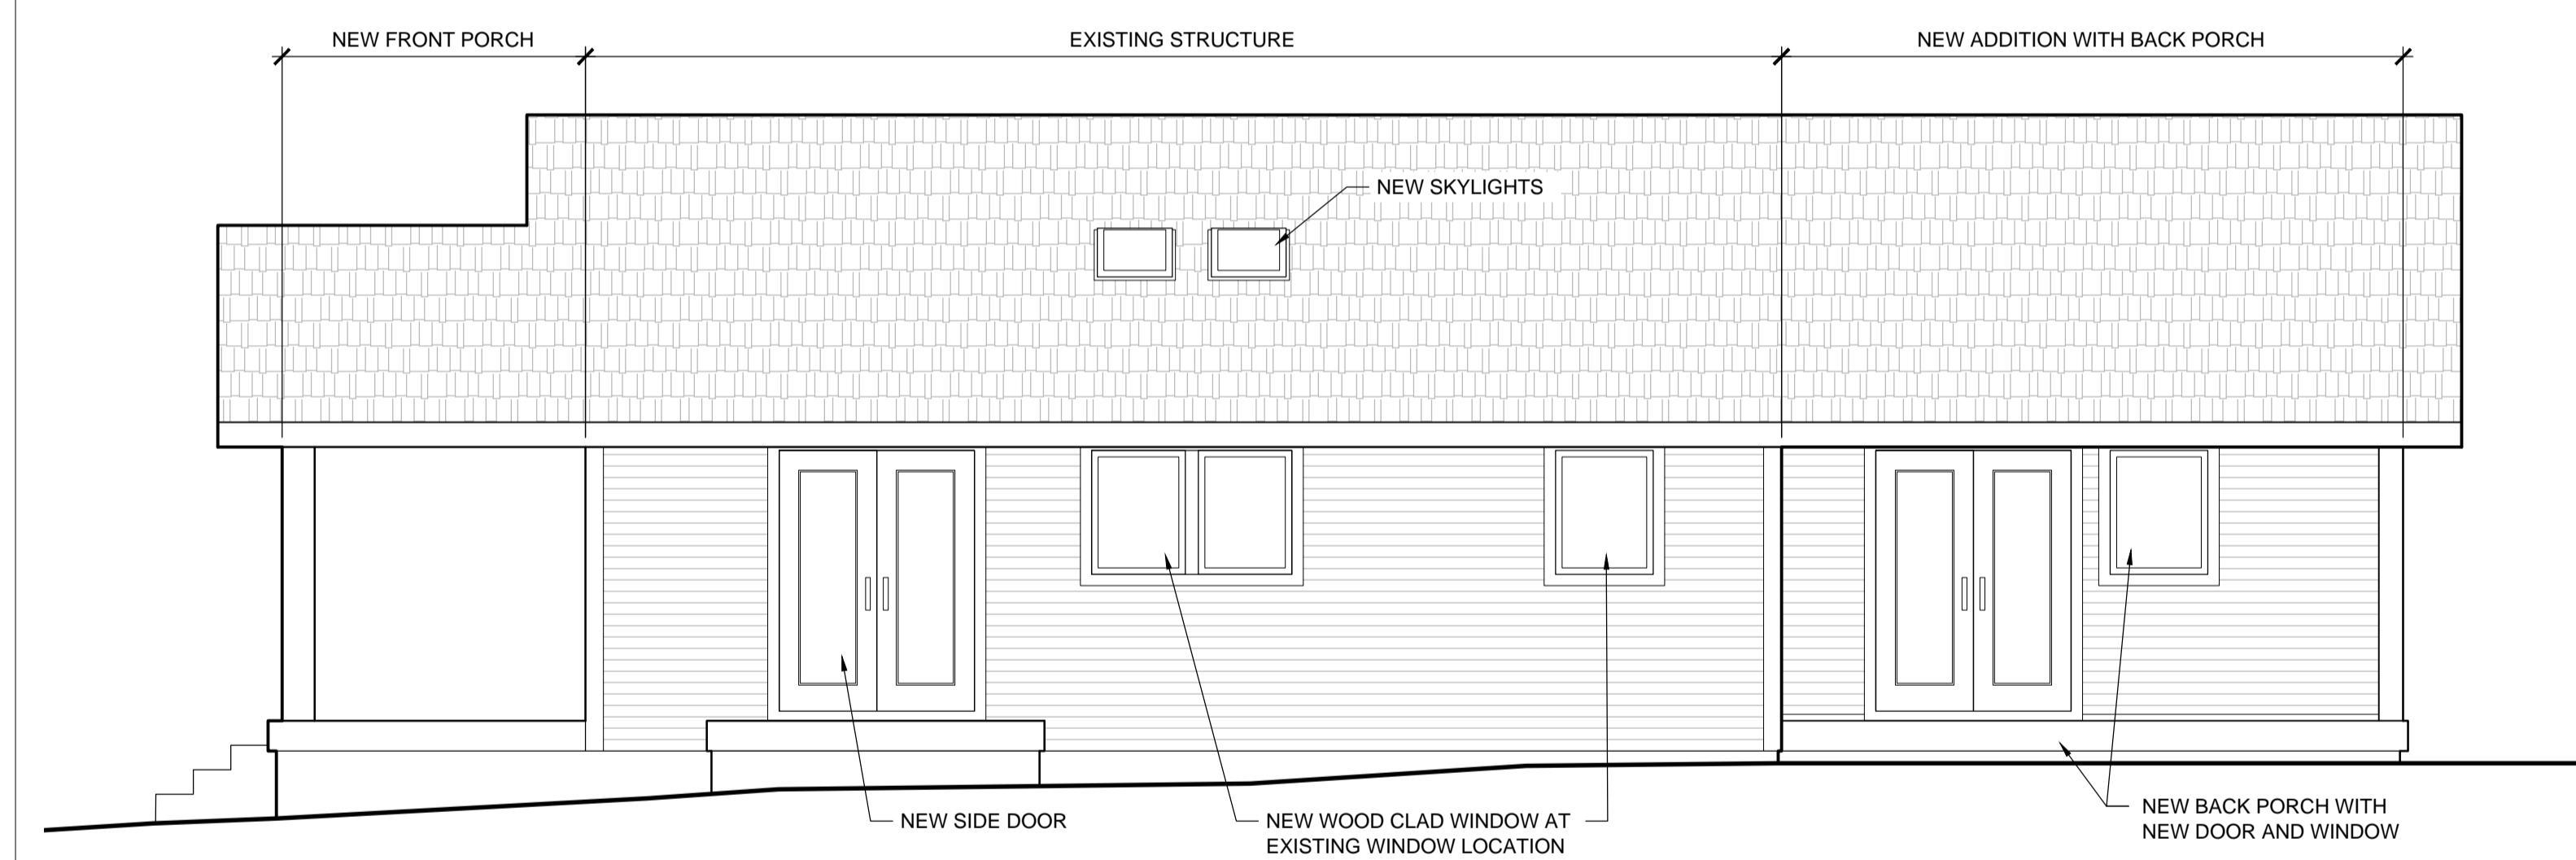 NEW FRONT PORCH
EXISTING STRUCTURE
NEW ADDITION WITH BACK PORCH
NEW SKYLIGHTS
NEW SIDE DOOR
NEW WOOD CLAD WINDOW AT
EXISTING WINDOW LOCATION
NEW BACK PORCH WITH
NEW DOOR AND WINDOW